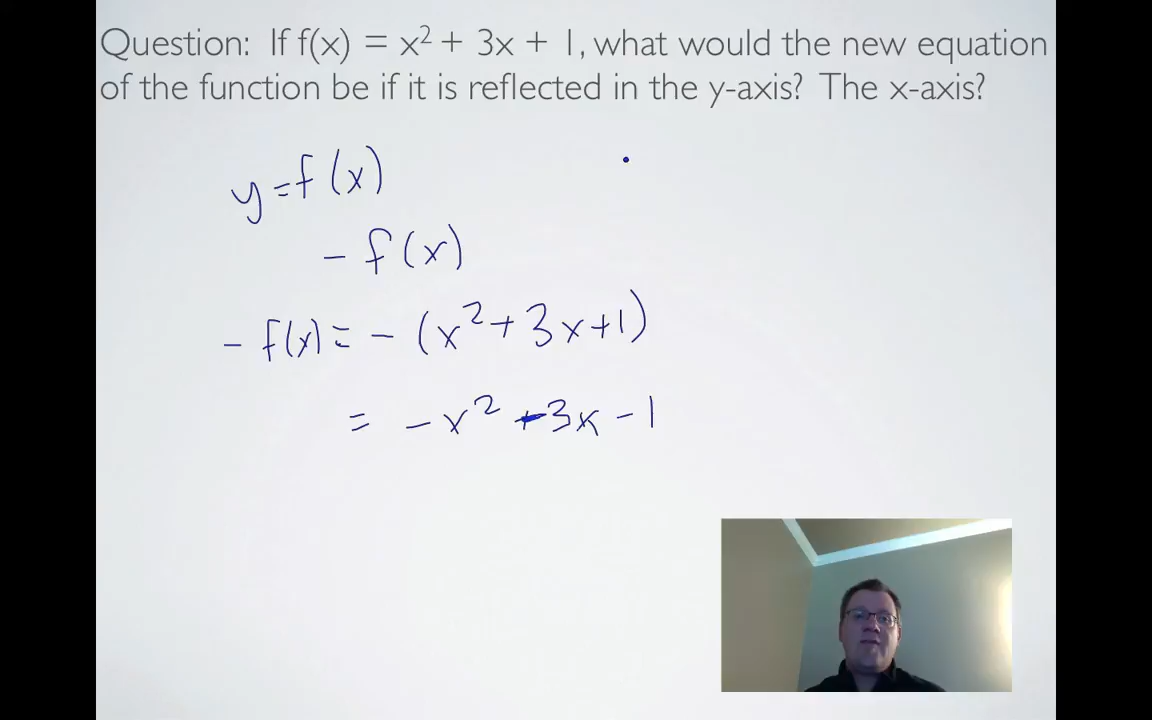 Question: If f(x) = x² + 3x + 1, what would the new equation
of the function be if it is reflected in the y-axis? The x-axis?
y=f(x)
- f(x)
- f(x) = - (x²+3x+1)
= -x² -3x -1